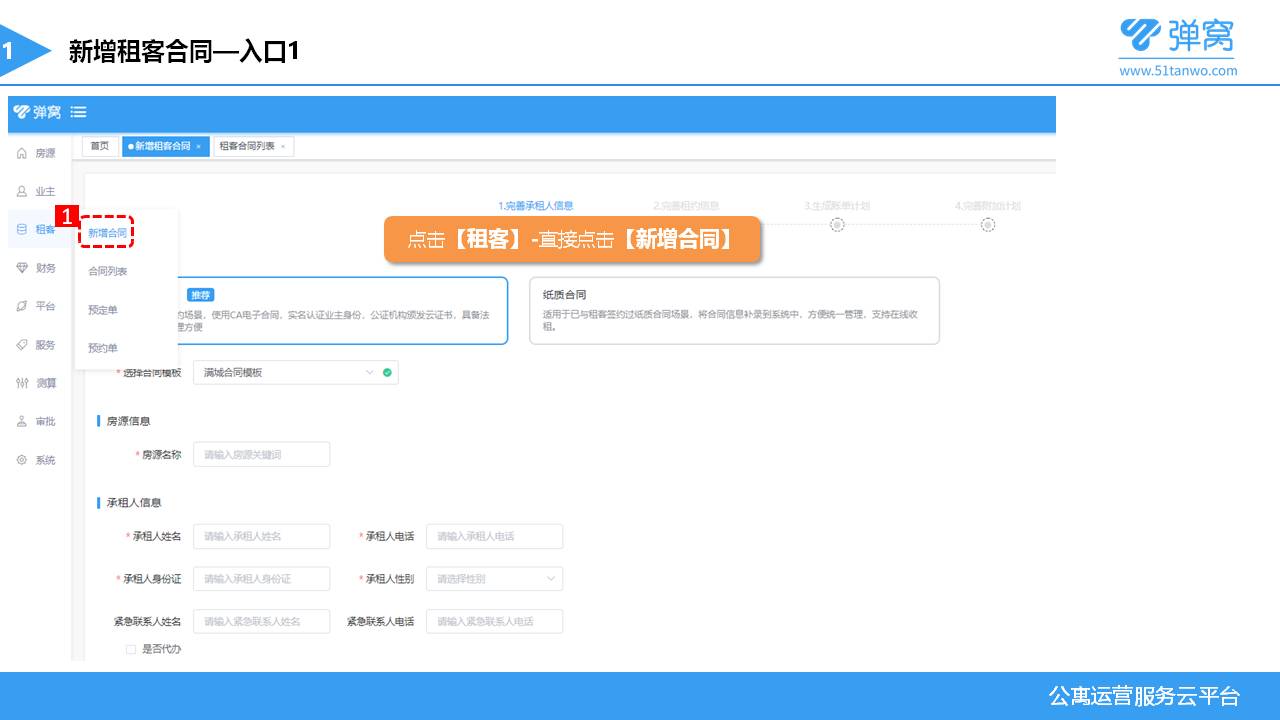 1
新增租客合同—入口1
弹窝
www.51tanwo.com
弹窝
首页
新增租客合同 ×
租客合同列表 ×
房源
业主
租客
财务
平台
服务
测算
审批
系统
1
新增合同
合同列表
预定单
预约单
1.完善承租人信息
2.完善租约信息
3.生成账单计划
4.完善附加计划
点击【租客】-直接点击【新增合同】
推荐
约场景，使用CA电子合同，实名认证业主身份，公证机构颁发云证书，具备法
理方便
纸质合同
适用于已与租客签约过纸质合同场景，将合同信息补录到系统中，方便统一管理，支持在线收
租。
* 选择合同模板 满城合同模板
房源信息
* 房源名称 请输入房源关键词
承租人信息
* 承租人姓名 请输入承租人姓名 * 承租人电话 请输入承租人电话
* 承租人身份证 请输入承租人身份证 * 承租人性别 请选择性别
紧急联系人姓名 请输入紧急联系人姓名 紧急联系人电话 请输入紧急联系人电话
是否代办
公寓运营服务云平台